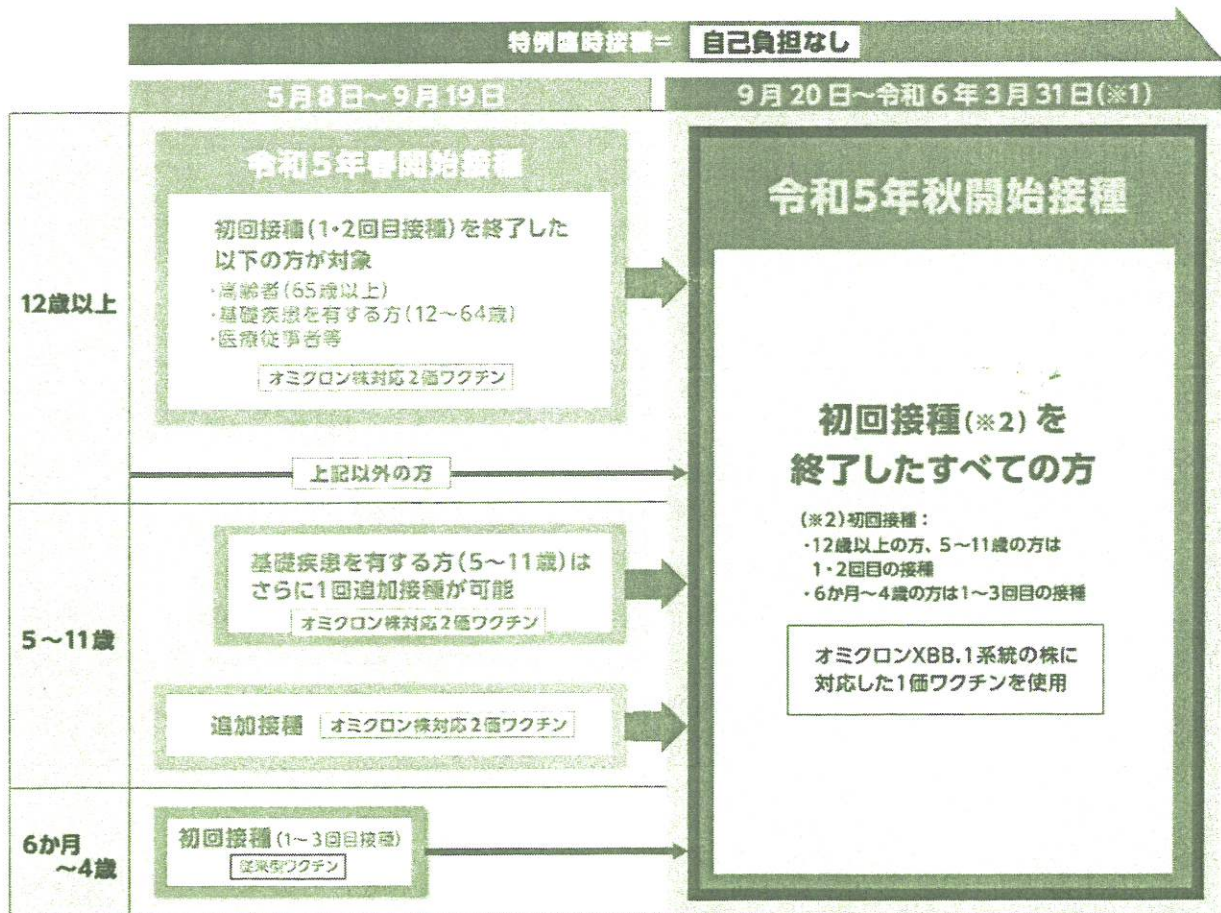 特例臨時接種＝ 自己負担なし
5月8日～9月19日
9月20日～令和6年3月31日(※1)
12歳以上
令和5年春開始接種
初回接種(1・2回目接種)を終了した
以下の方が対象
・高齢者(65歳以上)
・基礎疾患を有する方(12～64歳)
・医療従事者等
オミクロン株対応2価ワクチン
上記以外の方
5～11歳
基礎疾患を有する方(5～11歳)は
さらに1回追加接種が可能
オミクロン株対応2価ワクチン
追加接種 オミクロン株対応2価ワクチン
6か月
～4歳
初回接種(1～3回目接種)
従来型ワクチン
令和5年秋開始接種
初回接種(※2)を
終了したすべての方
(※2)初回接種：
・12歳以上の方、5～11歳の方は
1・2回目の接種
・6か月～4歳の方は1～3回目の接種
オミクロンXBB.1系統の株に
対応した1価ワクチンを使用